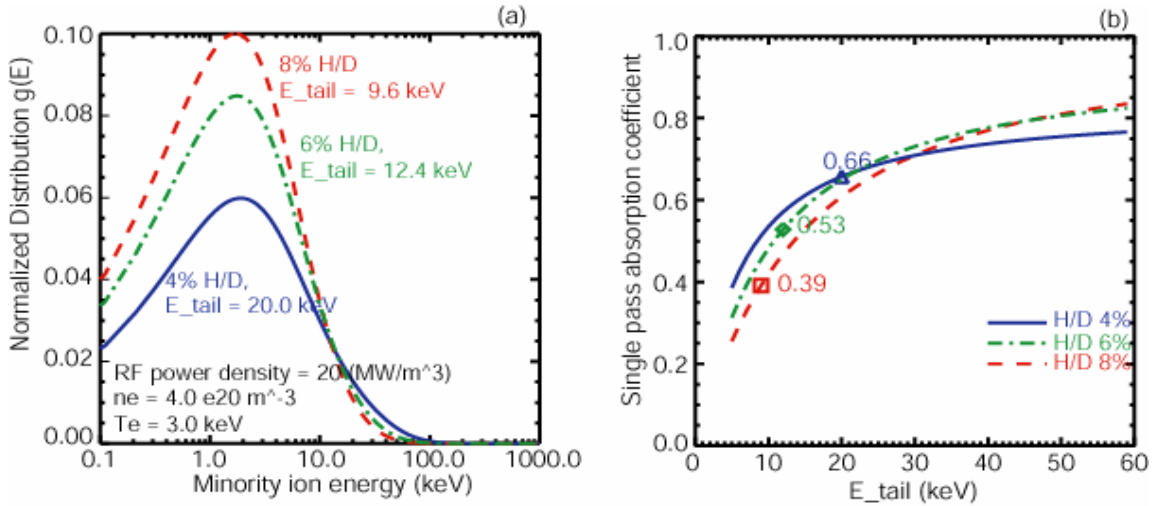 (a)
Normalized Distribution g(E)
0.10
0.08
0.06
0.04
0.02
0.00
8% H/D
E_tail = 9.6 keV
6% H/D,
E_tail = 12.4 keV
4% H/D,
E_tail = 20.0 keV
RF power density = 20 (MW/m^3)
ne = 4.0 e20 m^-3
Te = 3.0 keV
0.1 1.0 10.0 100.0 1000.0
Minority ion energy (keV)
(b)
Single pass absorption coefficient
1.0
0.8
0.6
0.4
0.2
0.0
0.66
0.53
0.39
H/D 4%
H/D 6%
H/D 8%
0 10 20 30 40 50 60
E_tail (keV)